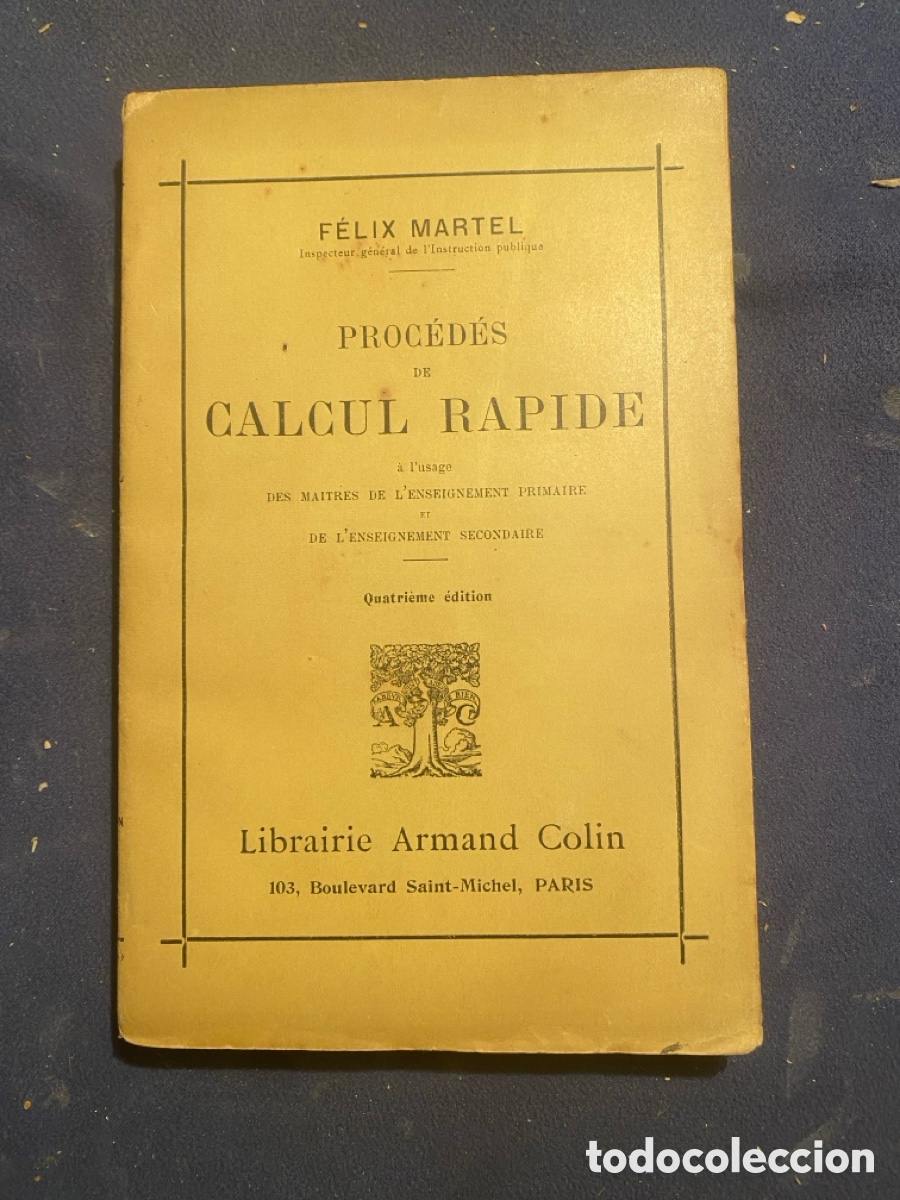 FÉLIX MARTEL
Inspecteur général de l'Instruction publique
PROCÉDÉS
DE
CALCUL RAPIDE
à l'usage
DES MAITRES DE L'ENSEIGNEMENT PRIMAIRE
ET
DE L'ENSEIGNEMENT SECONDAIRE
Quatrième édition
A C
Librairie Armand Colin
103, Boulevard Saint-Michel, PARIS
todocoleccion